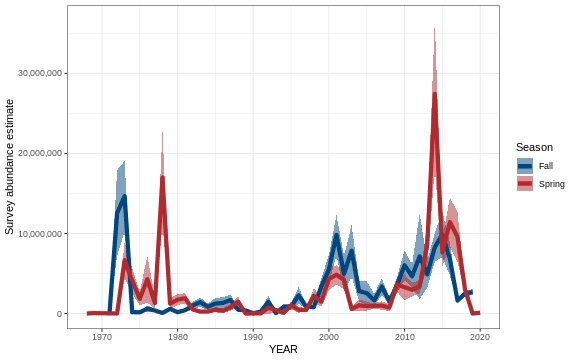 30,000,000
20,000,000
10,000,000
0
1970 1980 1990 2000 2010 2020
YEAR
Survey abundance estimate
Season
Fall
Spring